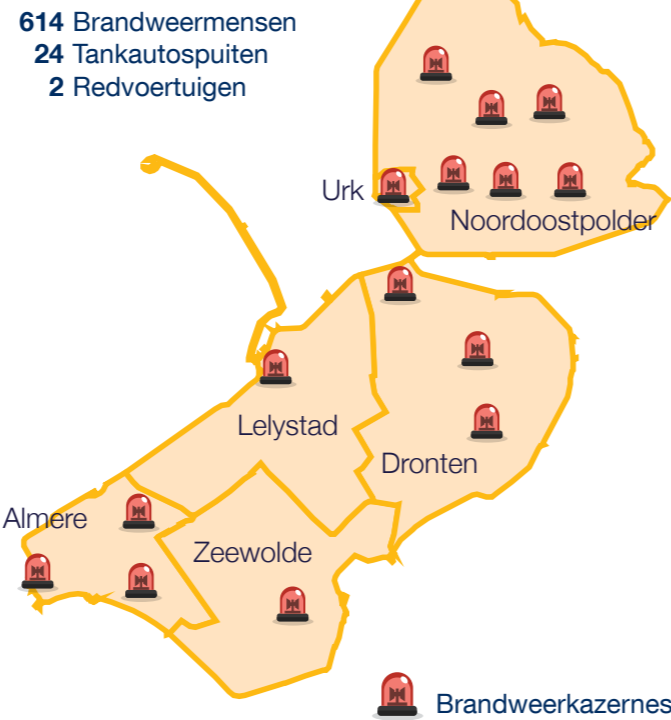 614 Brandweermensen
24 Tankautospuiten
2 Redvoertuigen
Urk
Noordoostpolder
Lelystad
Dronten
Almere
Zeewolde
Brandweerkazernes